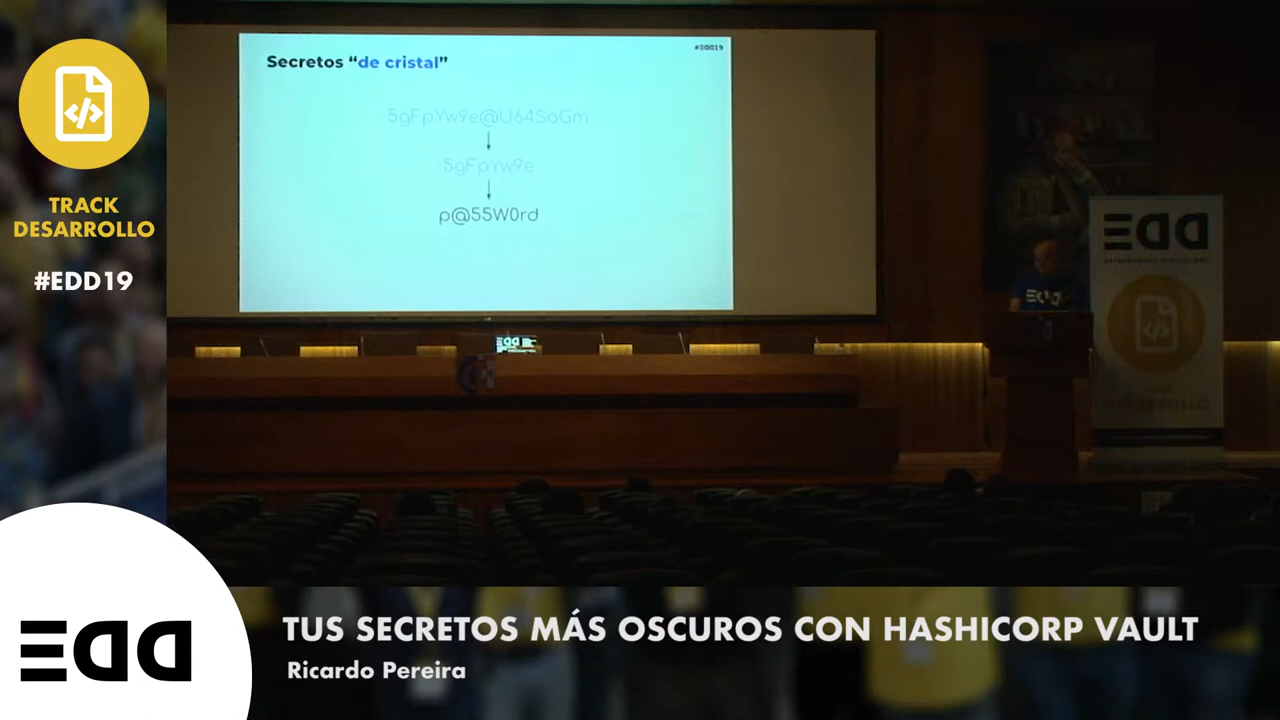 TRACK
DESARROLLO
#EDD19
Secretos “de cristal”
#EDD19
5gFpYw9e@U64SaGm
5gFpYw9e
p@55W0rd
EDD
EDD
TUS SECRETOS MÁS OSCUROS CON HASHICORP VAULT
Ricardo Pereira
EDD